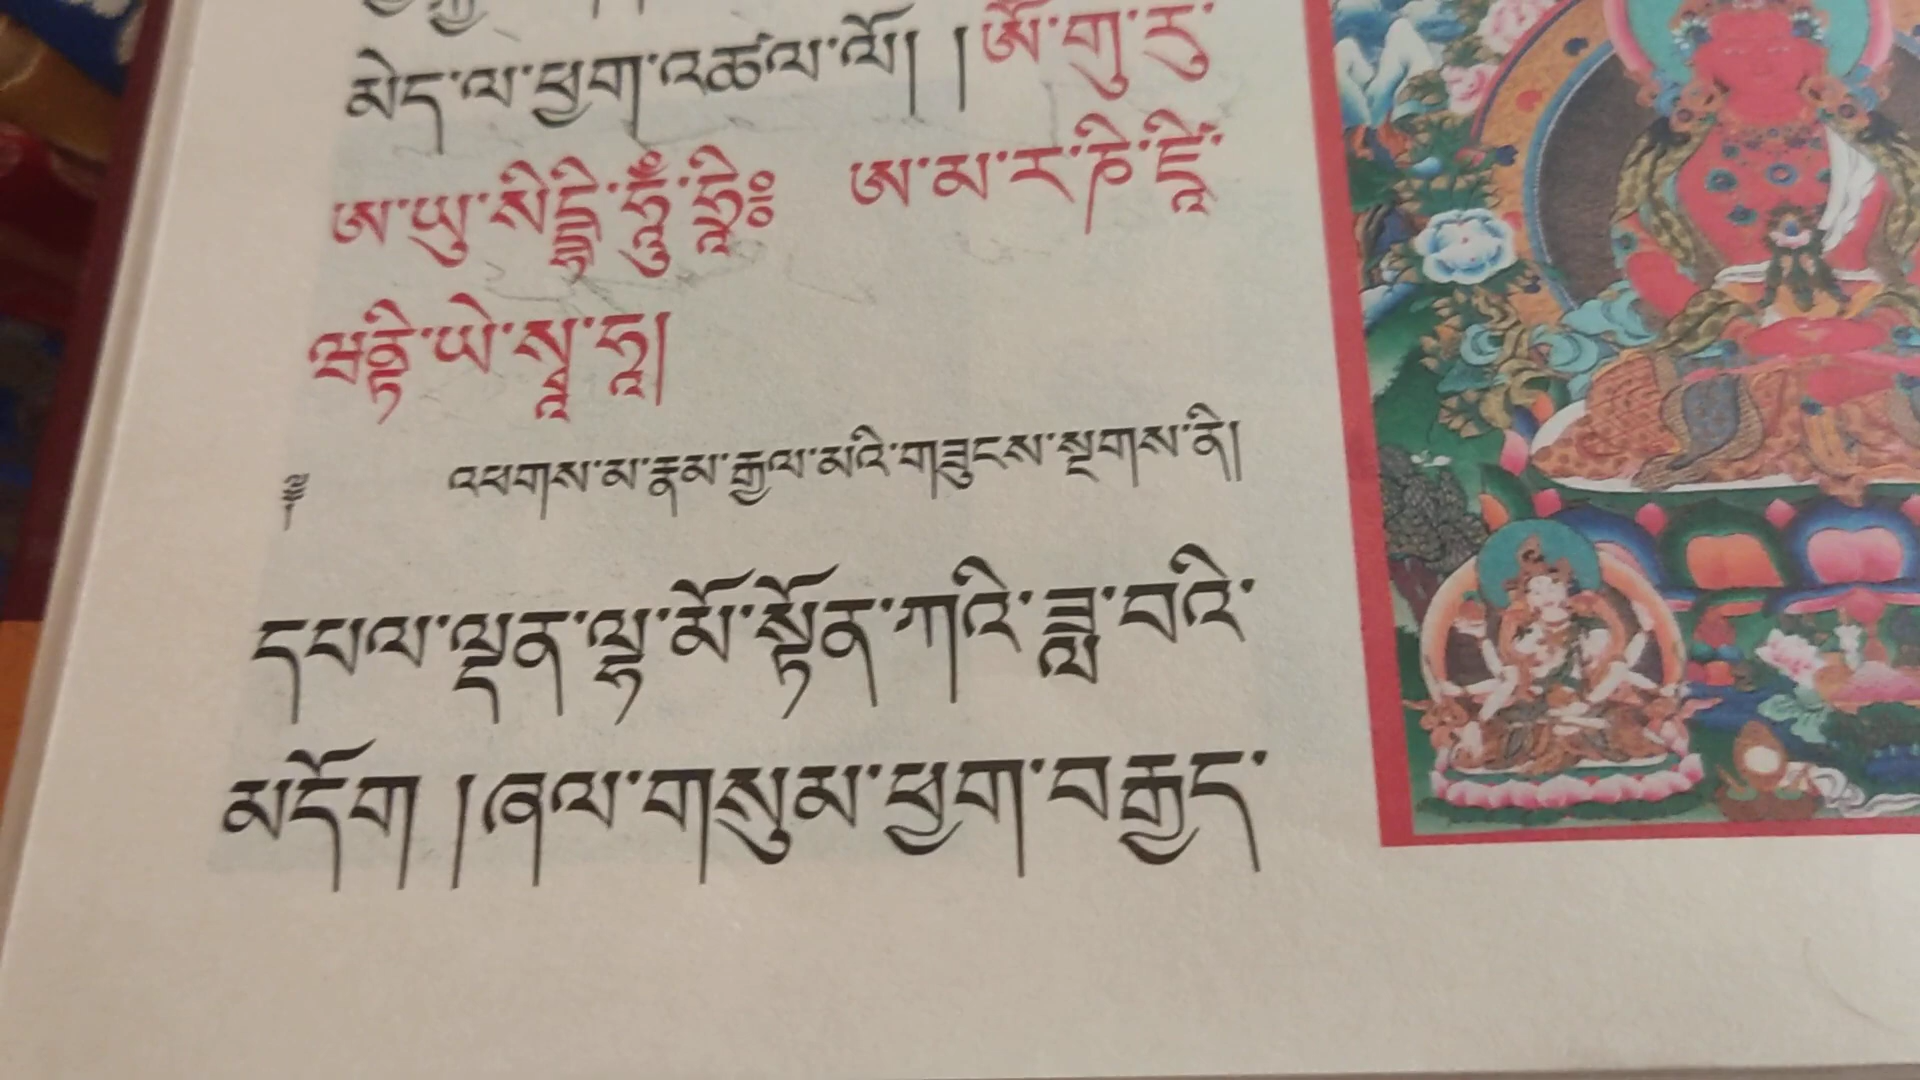 མེད་ལ་ཕྱག་འཚལ་ལོ། །ཨོཾ་གུ་རུ་
ཨ་ཡུ་སིདྡྷི་ཧཱུྃ་ཧྲཱིཿ ཨ་མ་ར་ཎི་ཛཱི་
ཝནྟི་ཡེ་སྭཱ་ཧཱ།
འཕགས་མ་རྣམ་རྒྱལ་མའི་གཟུངས་སྔགས་ནི།
དཔལ་ལྡན་ལྷ་མོ་སྟོན་ཀའི་ཟླ་བའི་
མདོག །ཞལ་གསུམ་ཕྱག་བརྒྱད་